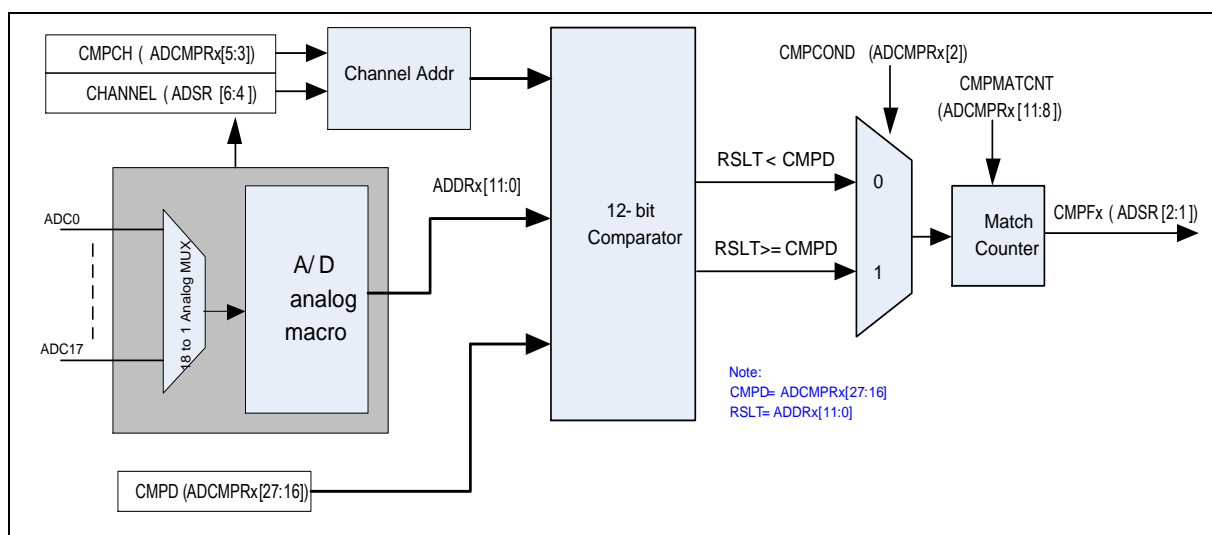 CMPCH ( ADCMPRx[5:3])
CHANNEL ( ADSR [6:4 ])
Channel Addr
CMPCOND (ADCMPRx[2])
CMPMATCNT
(ADCMPRx[11:8])
ADC0
ADC17
18 to 1 Analog MUX
A/ D
analog
macro
ADDRx[11:0]
12- bit
Comparator
RSLT < CMPD
RSLT>= CMPD
0
1
Match
Counter
CMPFx ( ADSR[2:1])
Note:
CMPD= ADCMPRx[27:16]
RSLT= ADDRx[11:0]
CMPD (ADCMPRx[27:16])